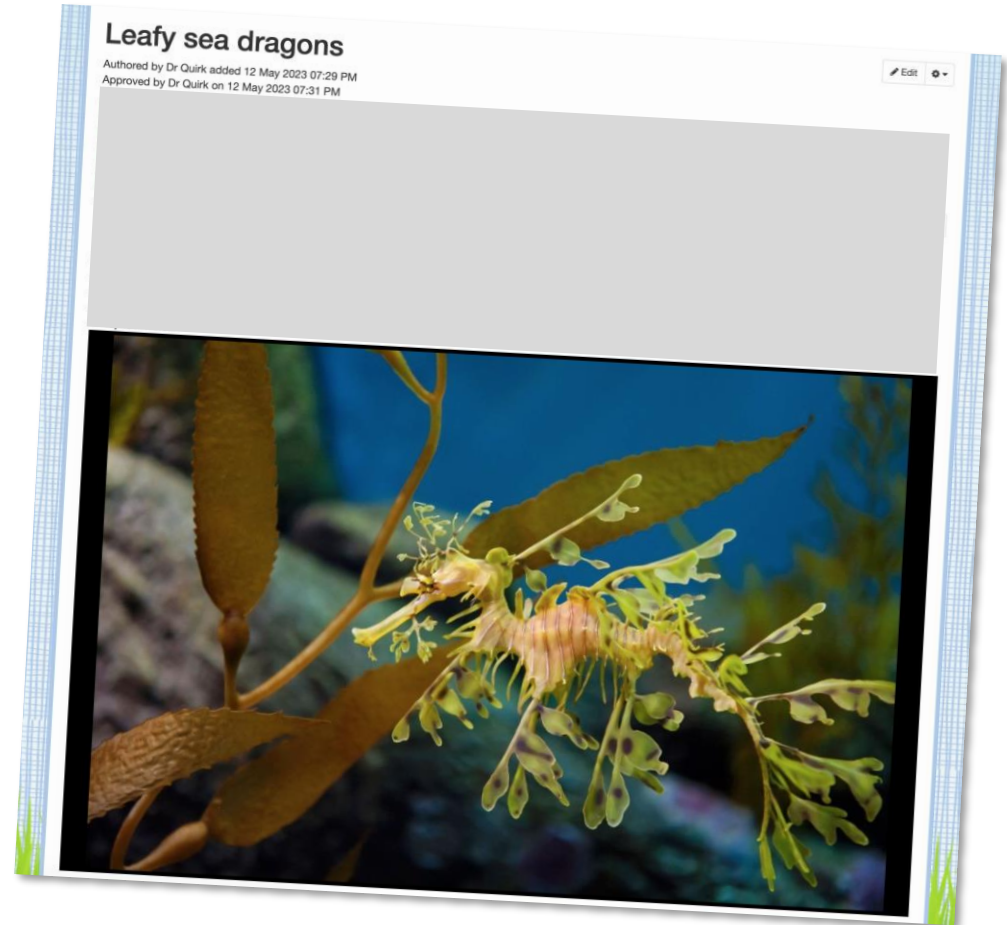 Leafy sea dragons
Authored by Dr Quirk added 12 May 2023 07:29 PM
Approved by Dr Quirk on 12 May 2023 07:31 PM
Edit